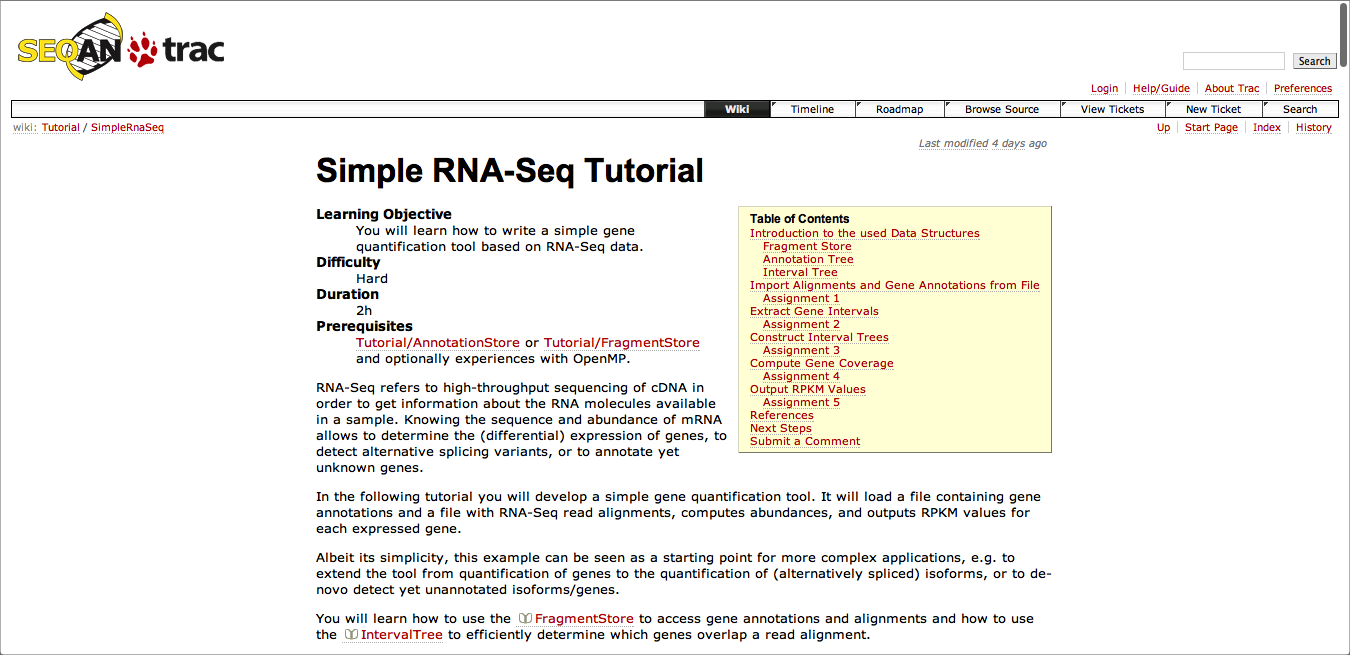 SEQAN trac
Search
Login Help/Guide About Trac Preferences
Wiki Timeline Roadmap Browse Source View Tickets New Ticket Search
wiki: Tutorial / SimpleRnaSeq
Up Start Page Index History
Last modified 4 days ago
Simple RNA-Seq Tutorial
Learning Objective
You will learn how to write a simple gene
quantification tool based on RNA-Seq data.
Difficulty
Hard
Duration
2h
Prerequisites
Tutorial/AnnotationStore or Tutorial/FragmentStore
and optionally experiences with OpenMP.
Table of Contents
Introduction to the used Data Structures
Fragment Store
Annotation Tree
Interval Tree
Import Alignments and Gene Annotations from File
Assignment 1
Extract Gene Intervals
Assignment 2
Construct Interval Trees
Assignment 3
Compute Gene Coverage
Assignment 4
Output RPKM Values
Assignment 5
References
Next Steps
Submit a Comment
RNA-Seq refers to high-throughput sequencing of cDNA in
order to get information about the RNA molecules available
in a sample. Knowing the sequence and abundance of mRNA
allows to determine the (differential) expression of genes, to
detect alternative splicing variants, or to annotate yet
unknown genes.
In the following tutorial you will develop a simple gene quantification tool. It will load a file containing gene
annotations and a file with RNA-Seq read alignments, computes abundances, and outputs RPKM values for
each expressed gene.
Albeit its simplicity, this example can be seen as a starting point for more complex applications, e.g. to
extend the tool from quantification of genes to the quantification of (alternatively spliced) isoforms, or to de-
novo detect yet unannotated isoforms/genes.
You will learn how to use the FragmentStore to access gene annotations and alignments and how to use
the IntervalTree to efficiently determine which genes overlap a read alignment.